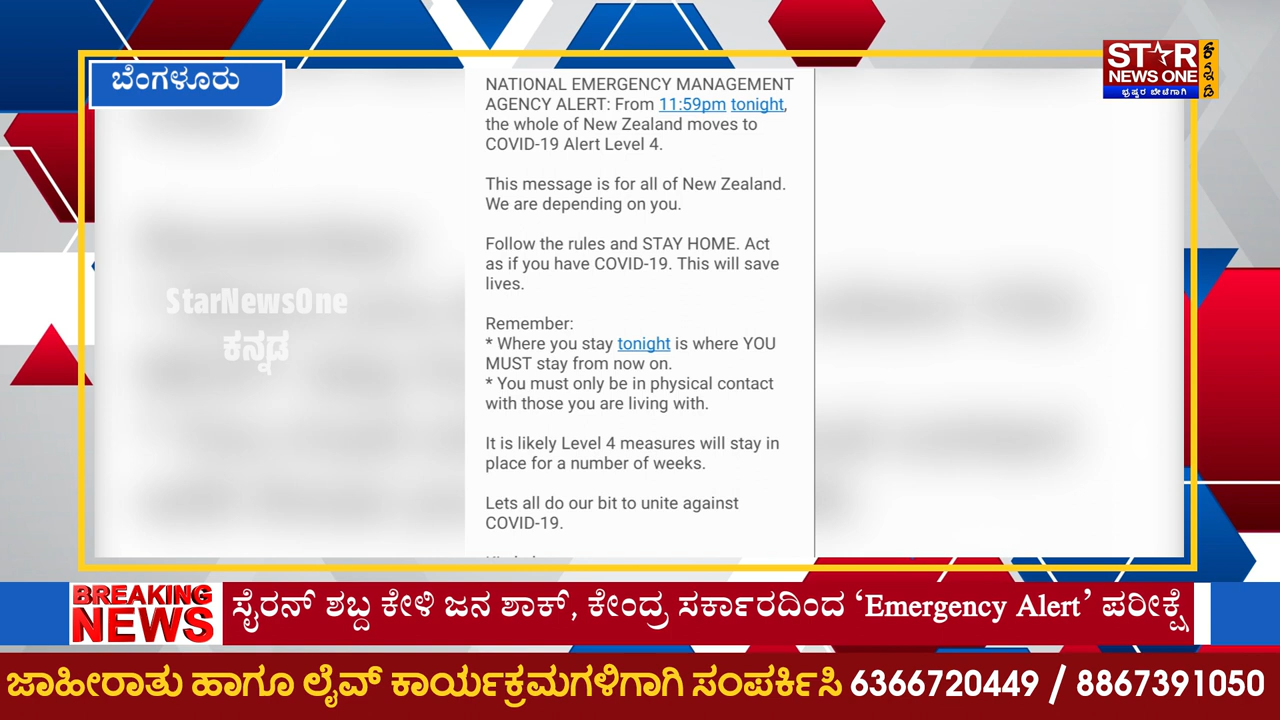 ಬೆಂಗಳೂರು
STAR
NEWS ONE
ಕನ್ನಡ
ಭ್ರಷ್ಟರ ಬೇಟೆಗಾಗಿ
NATIONAL EMERGENCY MANAGEMENT
AGENCY ALERT: From 11:59pm tonight,
the whole of New Zealand moves to
COVID-19 Alert Level 4.
This message is for all of New Zealand.
We are depending on you.
Follow the rules and STAY HOME. Act
as if you have COVID-19. This will save
lives.
Remember:
* Where you stay tonight is where YOU
MUST stay from now on.
* You must only be in physical contact
with those you are living with.
It is likely Level 4 measures will stay in
place for a number of weeks.
Lets all do our bit to unite against
COVID-19.
StarNewsOne
ಕನ್ನಡ
BREAKING
NEWS
ಸೈರನ್ ಶಬ್ದ ಕೇಳಿ ಜನ ಶಾಕ್, ಕೇಂದ್ರ ಸರ್ಕಾರದಿಂದ ‘Emergency Alert’ ಪರೀಕ್ಷೆ
ಜಾಹೀರಾತು ಹಾಗೂ ಲೈವ್ ಕಾರ್ಯಕ್ರಮಗಳಿಗಾಗಿ ಸಂಪರ್ಕಿಸಿ 6366720449 / 8867391050